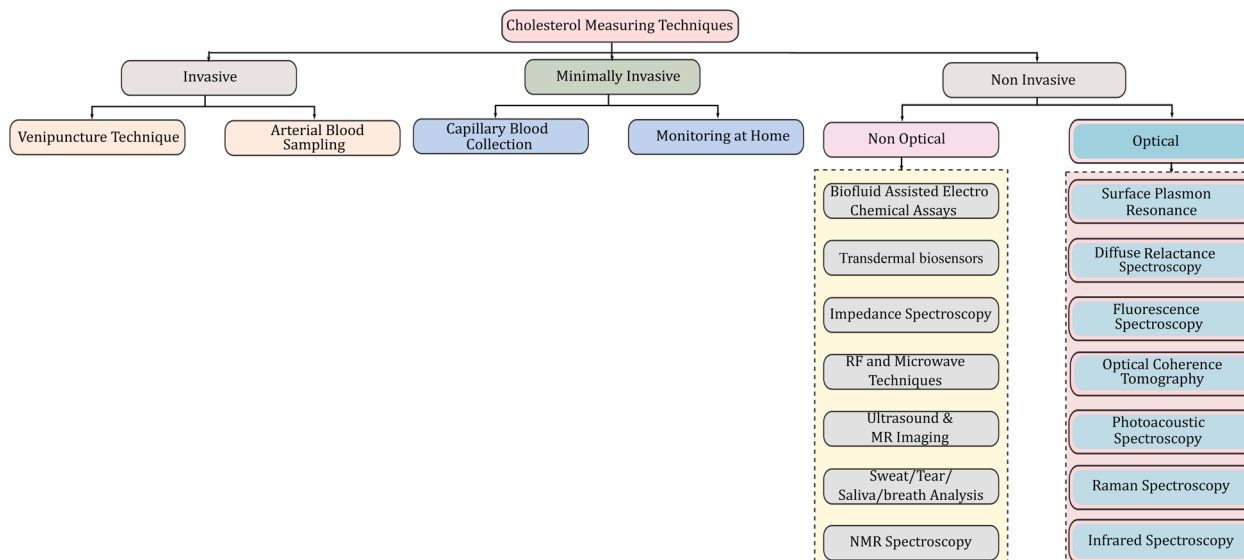 Cholesterol Measuring Techniques
Invasive
Minimally Invasive
Non Invasive
Venipuncture Technique
Arterial Blood
Sampling
Capillary Blood
Collection
Monitoring at Home
Non Optical
Optical
Biofluid Assisted Electro
Chemical Assays
Transdermal biosensors
Impedance Spectroscopy
RF and Microwave
Techniques
Ultrasound &
MR Imaging
Sweat/Tear/
Saliva/breath Analysis
NMR Spectroscopy
Surface Plasmon
Resonance
Diffuse Relactance
Spectroscopy
Fluorescence
Spectroscopy
Optical Coherence
Tomography
Photoacoustic
Spectroscopy
Raman Spectroscopy
Infrared Spectroscopy